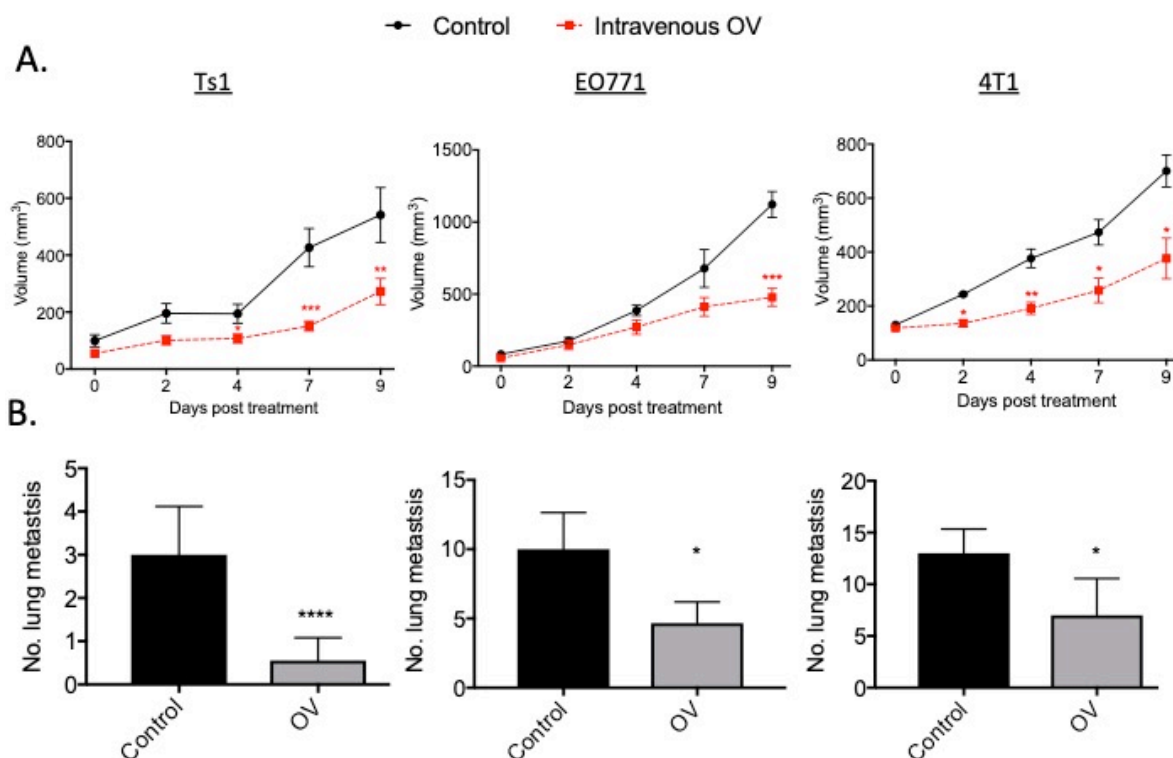 Control Intravenous OV
A.
Ts1 EO771 4T1
Volume (mm³)
800
600
400
200
0
0 2 4 7 9
Days post treatment
* *** **
Volume (mm³)
1500
1000
500
0
0 2 4 7 9
Days post treatment
***
Volume (mm³)
800
600
400
200
0
0 2 4 7 9
Days post treatment
* ** * *
B.
No. lung metastsis
5
4
3
2
1
0
****
Control OV
No. lung metastsis
15
10
5
0
*
Control OV
No. lung metastsis
20
15
10
5
0
*
Control OV